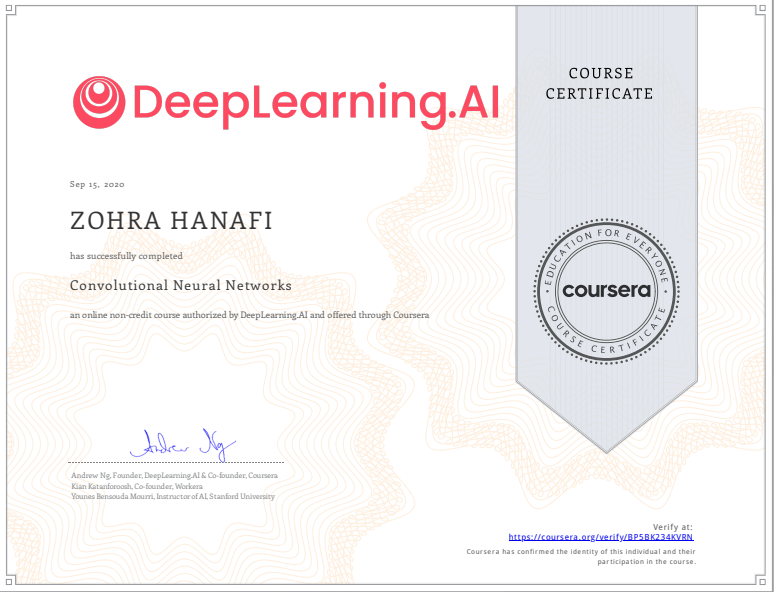 DeepLearning.AI
COURSE
CERTIFICATE
Sep 15, 2020
ZOHRA HANAFI
has successfully completed
Convolutional Neural Networks
an online non-credit course authorized by DeepLearning.AI and offered through Coursera
EDUCATION FOR EVERYONE
coursera
COURSE CERTIFICATE
Andrew Ng
Andrew Ng, Founder, DeepLearning.AI & Co-founder, Coursera
Kian Katanforoosh, Co-founder, Workera
Younes Bensouda Mourri, Instructor of AI, Stanford University
Verify at:
https://coursera.org/verify/BP5BK234KVRN
Coursera has confirmed the identity of this individual and their
participation in the course.